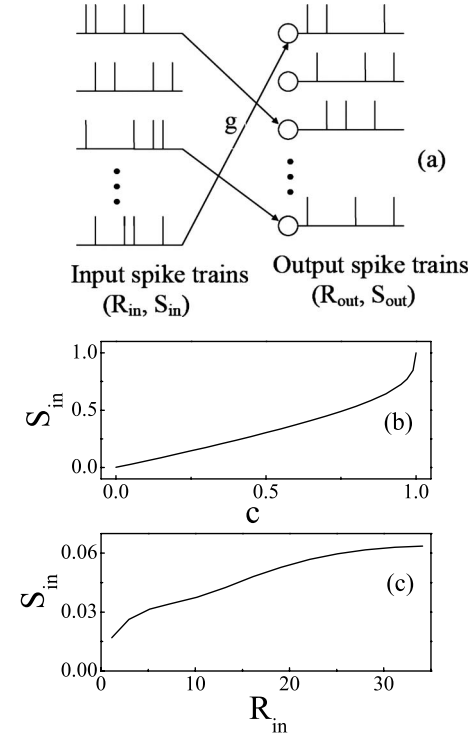 g
(a)
Input spike trains
(R_in, S_in)
Output spike trains
(R_out, S_out)
1.0
0.5
0.0
S_in
(b)
0.0 0.5 1.0
c
0.06
0.03
0.00
S_in
(c)
0 10 20 30
R_in